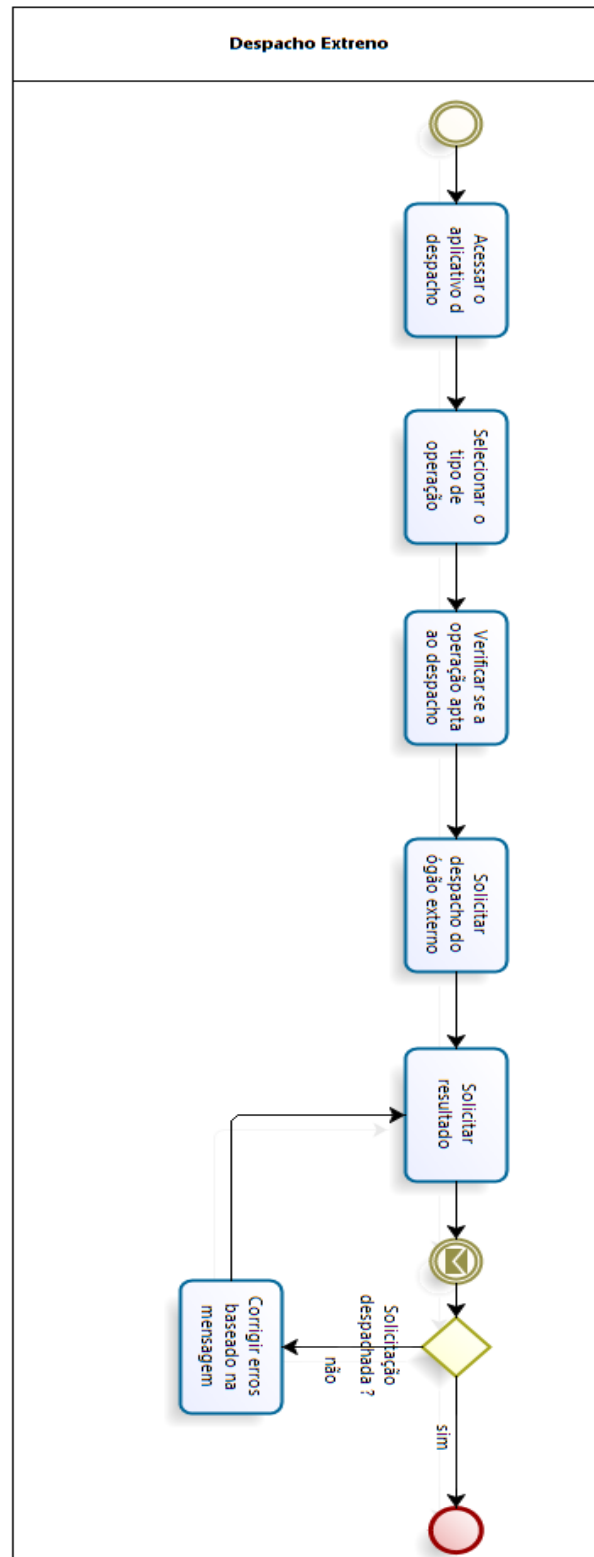 Despacho Extreno
Acessar o
aplicativo d
despacho
Selecionar o
tipo de
operação
Verificar se a
operação apta
ao despacho
Solicitar
despacho do
ógão externo
Solicitar
resultado
Solicitação
despachada ?
não
sim
Corrigir erros
baseado na
mensagem